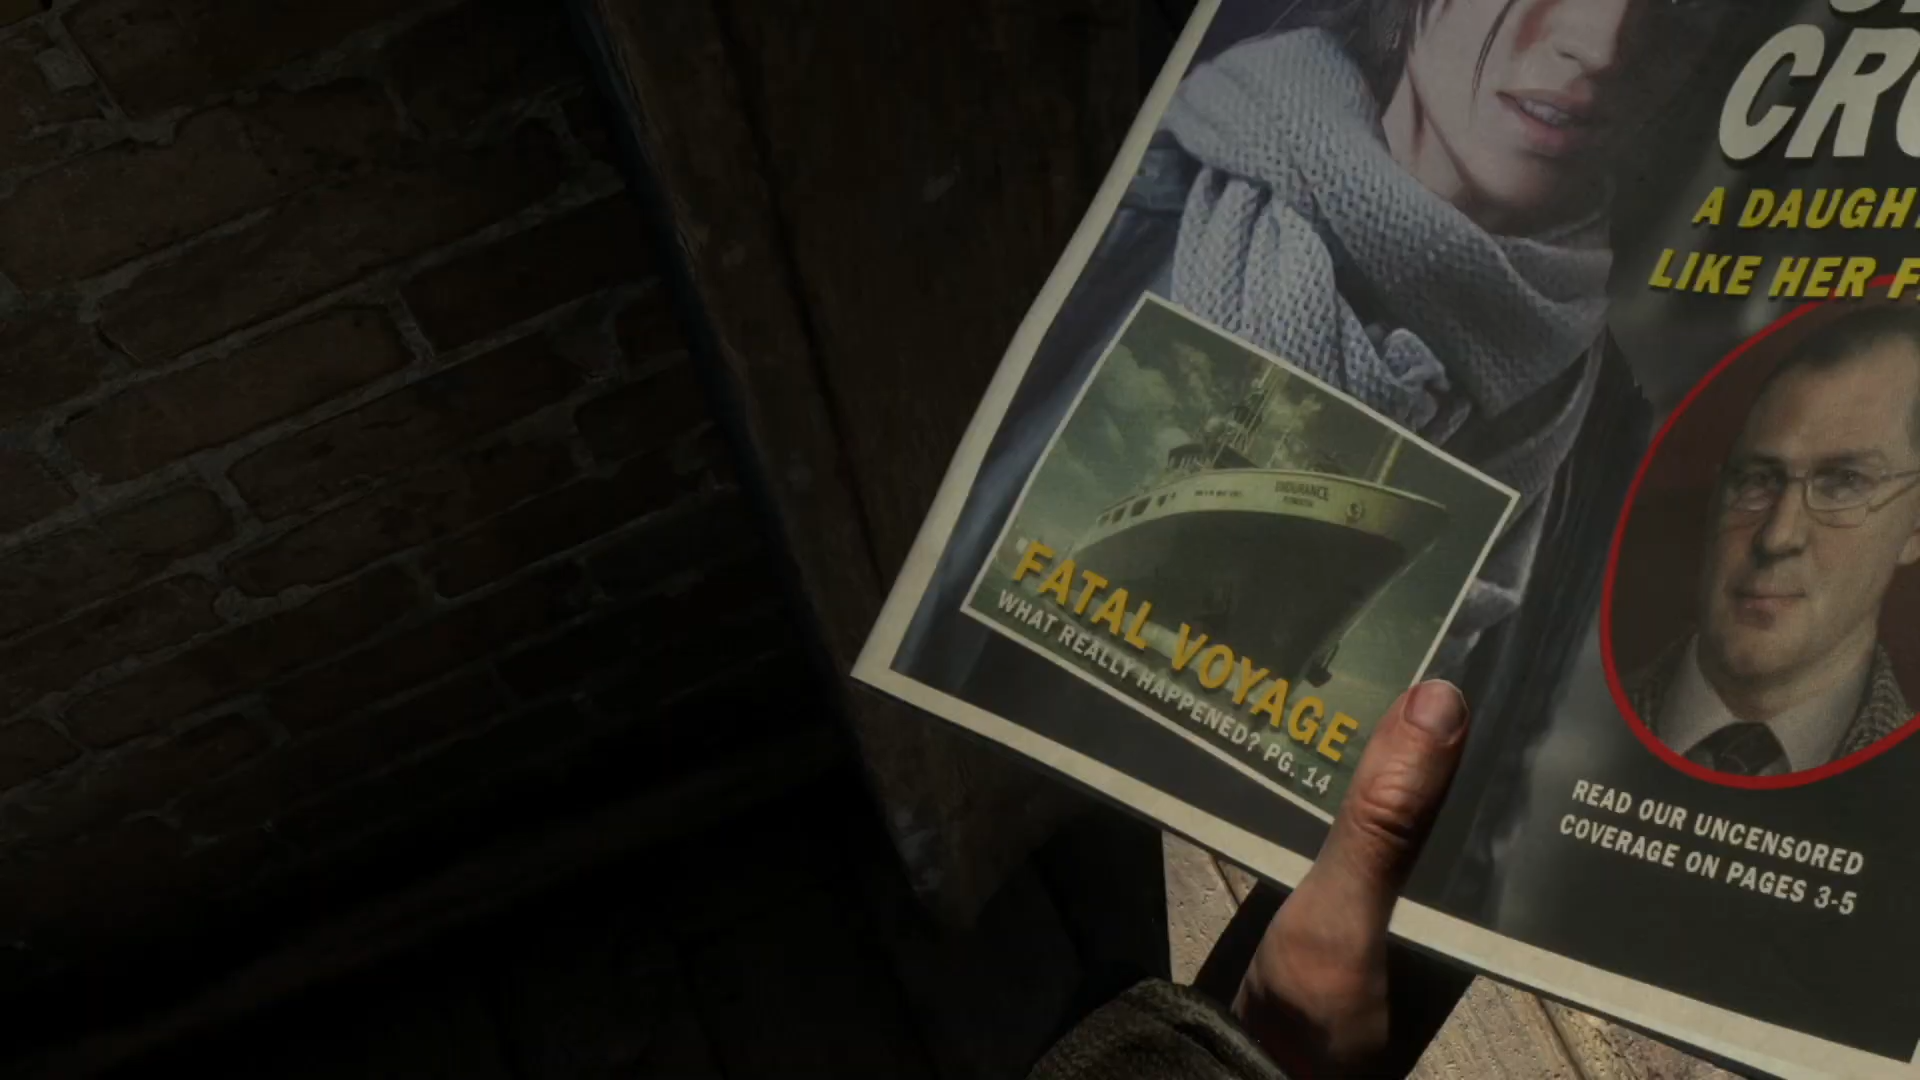 CR
A DAUGH
LIKE HER F
ENDURANCE
FATAL VOYAGE
WHAT REALLY HAPPENED? PG. 14
READ OUR UNCENSORED
COVERAGE ON PAGES 3-5